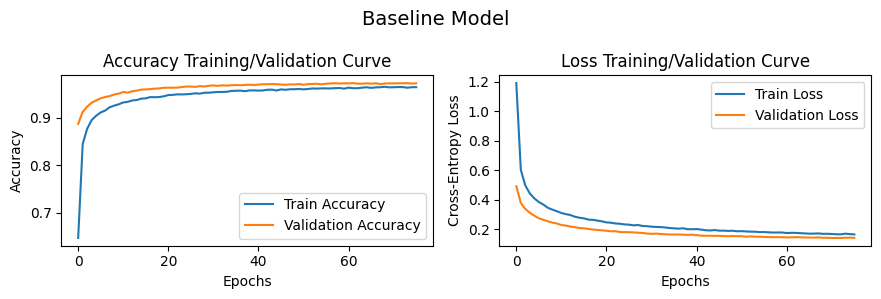 Baseline Model
Accuracy Training/Validation Curve
Accuracy
0.9
0.8
0.7
Train Accuracy
Validation Accuracy
0
20
40
60
Epochs
Loss Training/Validation Curve
Cross-Entropy Loss
1.2
1.0
0.8
0.6
0.4
0.2
Train Loss
Validation Loss
0
20
40
60
Epochs